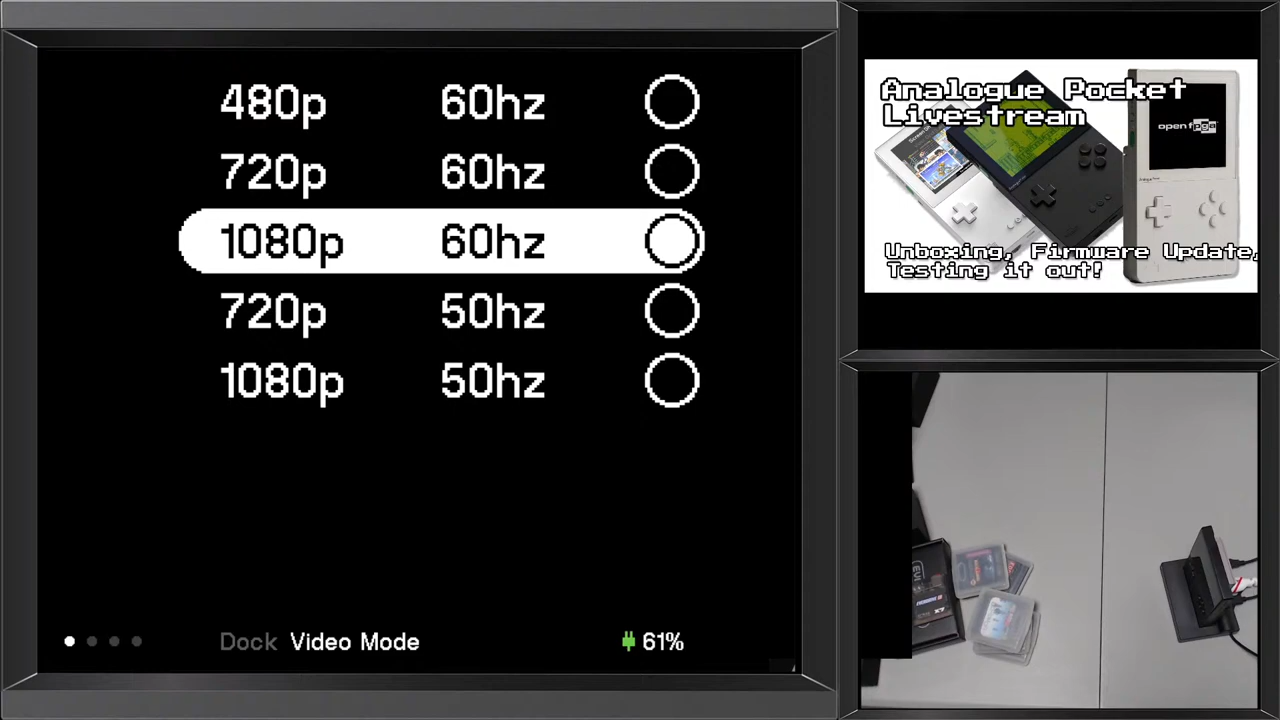 480p 60hz
720p 60hz
1080p 60hz
720p 50hz
1080p 50hz
Dock Video Mode 61%
Analogue Pocket
Livestream
openfpga
Unboxing, Firmware Update,
Testing it out!